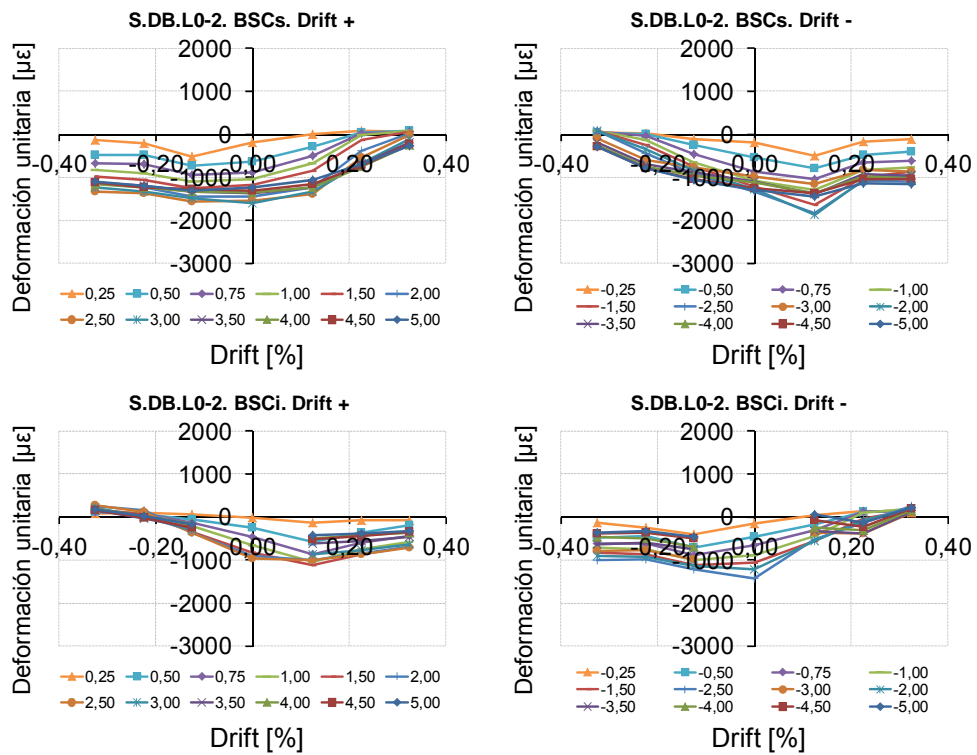 S.DB.L0-2. BSCs. Drift +
Deformación unitaria [µε]
2000
1000
0
-1000
-2000
-3000
-0,40 -0,20 0,00 0,20 0,40
0,25 0,50 0,75 1,00 1,50 2,00
2,50 3,00 3,50 4,00 4,50 5,00
Drift [%]
S.DB.L0-2. BSCs. Drift -
Deformación unitaria [µε]
2000
1000
0
-1000
-2000
-3000
-0,40 -0,20 0,00 0,20 0,40
-0,25 -0,50 -0,75 -1,00
-1,50 -2,50 -3,00 -2,00
-3,50 -4,00 -4,50 -5,00
Drift [%]
S.DB.L0-2. BSCi. Drift +
Deformación unitaria [µε]
2000
1000
0
-1000
-2000
-3000
-0,40 -0,20 0,00 0,20 0,40
0,25 0,50 0,75 1,00 1,50 2,00
2,50 3,00 3,50 4,00 4,50 5,00
Drift [%]
S.DB.L0-2. BSCi. Drift -
Deformación unitaria [µε]
2000
1000
0
-1000
-2000
-3000
-0,40 -0,20 0,00 0,20 0,40
-0,25 -0,50 -0,75 -1,00
-1,50 -2,50 -3,00 -2,00
-3,50 -4,00 -4,50 -5,00
Drift [%]